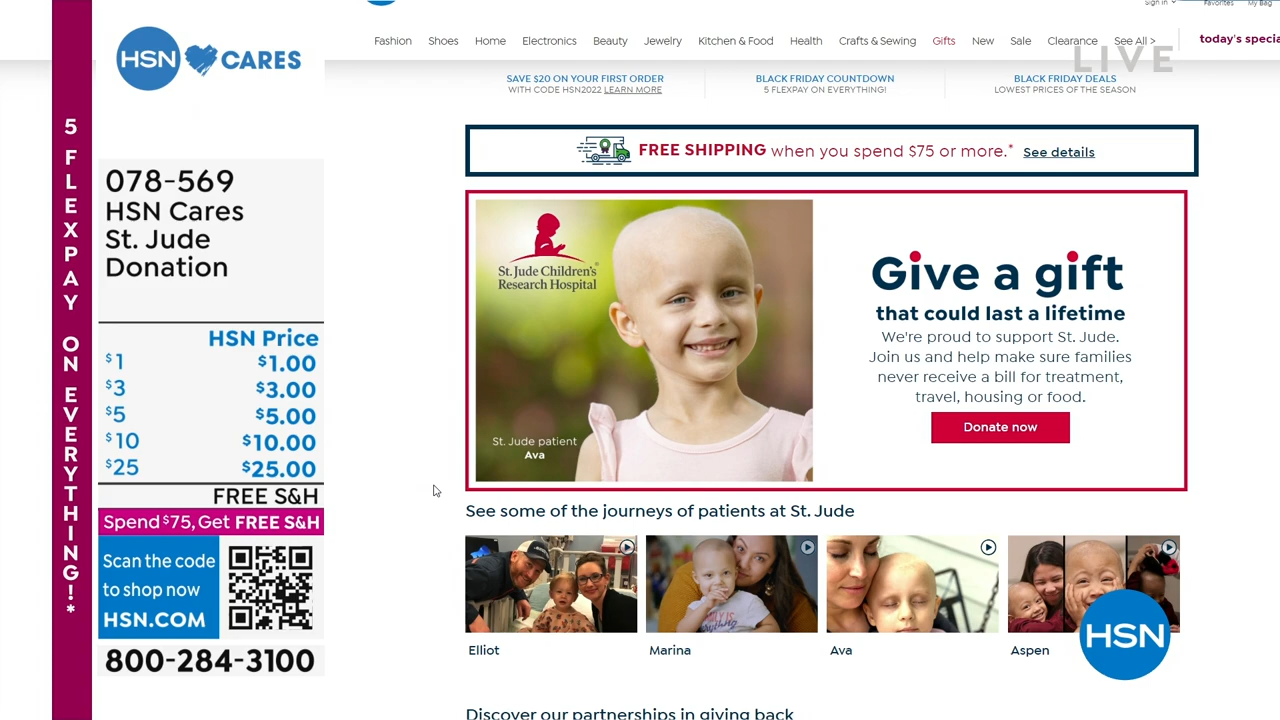 5 FLEXPAY ON EVERYTHING!*
HSN CARES
078-569
HSN Cares
St. Jude
Donation
HSN Price
$1 $1.00
$3 $3.00
$5 $5.00
$10 $10.00
$25 $25.00
FREE S&H
Spend $75, Get FREE S&H
Scan the code
to shop now
HSN.COM
800-284-3100
Sign in Favorites My Bag
Fashion Shoes Home Electronics Beauty Jewelry Kitchen & Food Health Crafts & Sewing Gifts New Sale Clearance See All > today's specia
LIVE
SAVE $20 ON YOUR FIRST ORDER
WITH CODE HSN2022 LEARN MORE
BLACK FRIDAY COUNTDOWN
5 FLEXPAY ON EVERYTHING!
BLACK FRIDAY DEALS
LOWEST PRICES OF THE SEASON
FREE SHIPPING when you spend $75 or more.* See details
St. Jude Children's®
Research Hospital
St. Jude patient
Ava
Give a gift
that could last a lifetime
We're proud to support St. Jude.
Join us and help make sure families
never receive a bill for treatment,
travel, housing or food.
Donate now
See some of the journeys of patients at St. Jude
Elliot
Marina
Ava
Aspen
HSN
Discover our partnerships in giving back